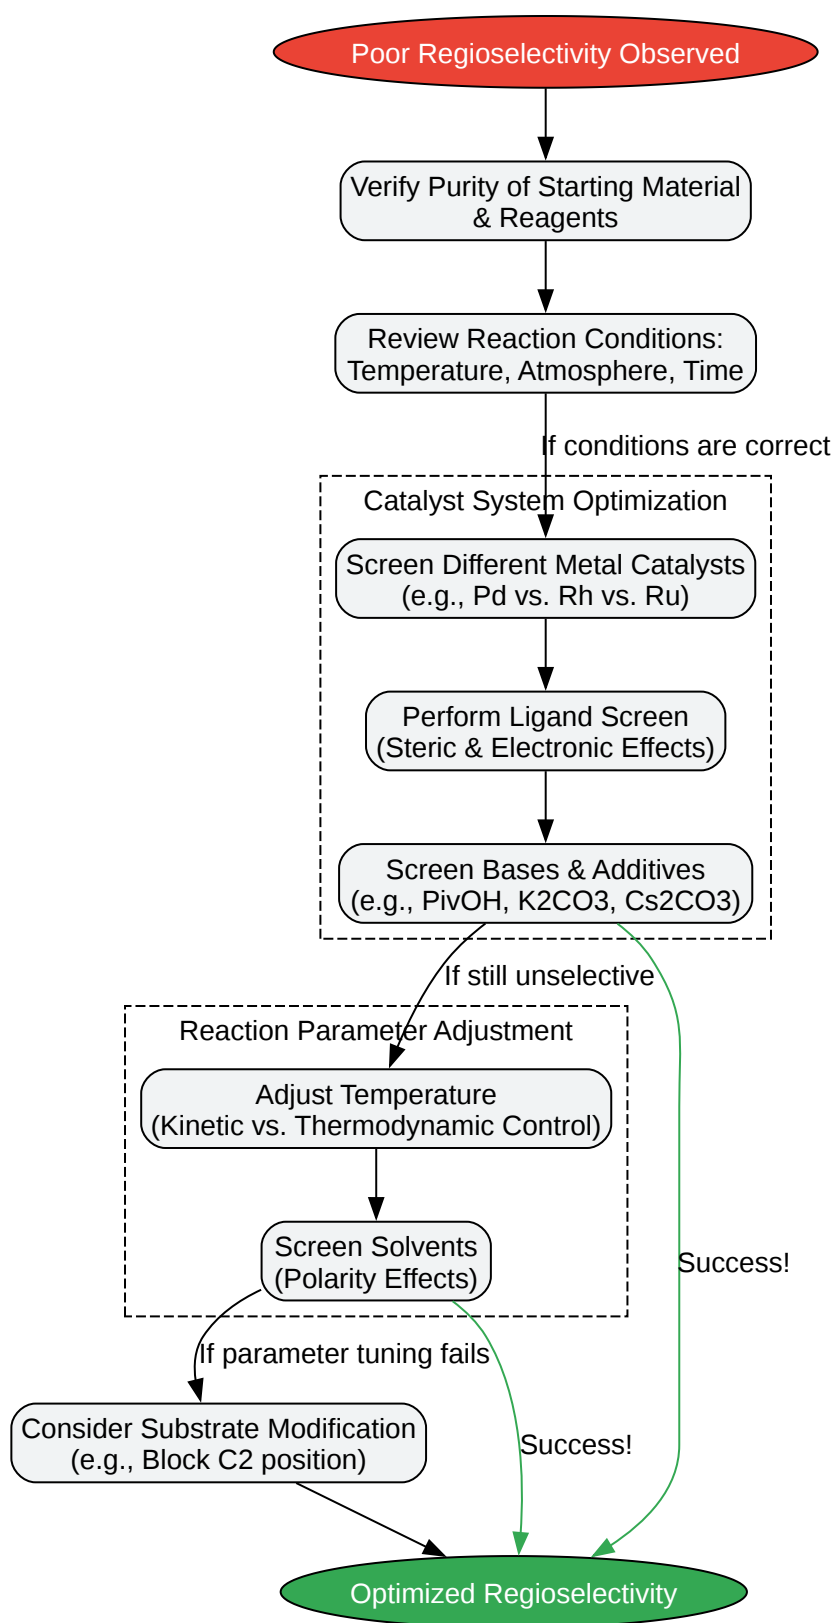 Poor Regioselectivity Observed
Verify Purity of Starting Material
& Reagents
Review Reaction Conditions:
Temperature, Atmosphere, Time
If conditions are correct
Catalyst System Optimization
Screen Different Metal Catalysts
(e.g., Pd vs. Rh vs. Ru)
Perform Ligand Screen
(Steric & Electronic Effects)
Screen Bases & Additives
(e.g., PivOH, K2CO3, Cs2CO3)
If still unselective
Reaction Parameter Adjustment
Adjust Temperature
(Kinetic vs. Thermodynamic Control)
Screen Solvents
(Polarity Effects)
Success!
If parameter tuning fails
Consider Substrate Modification
(e.g., Block C2 position)
Success!
Optimized Regioselectivity